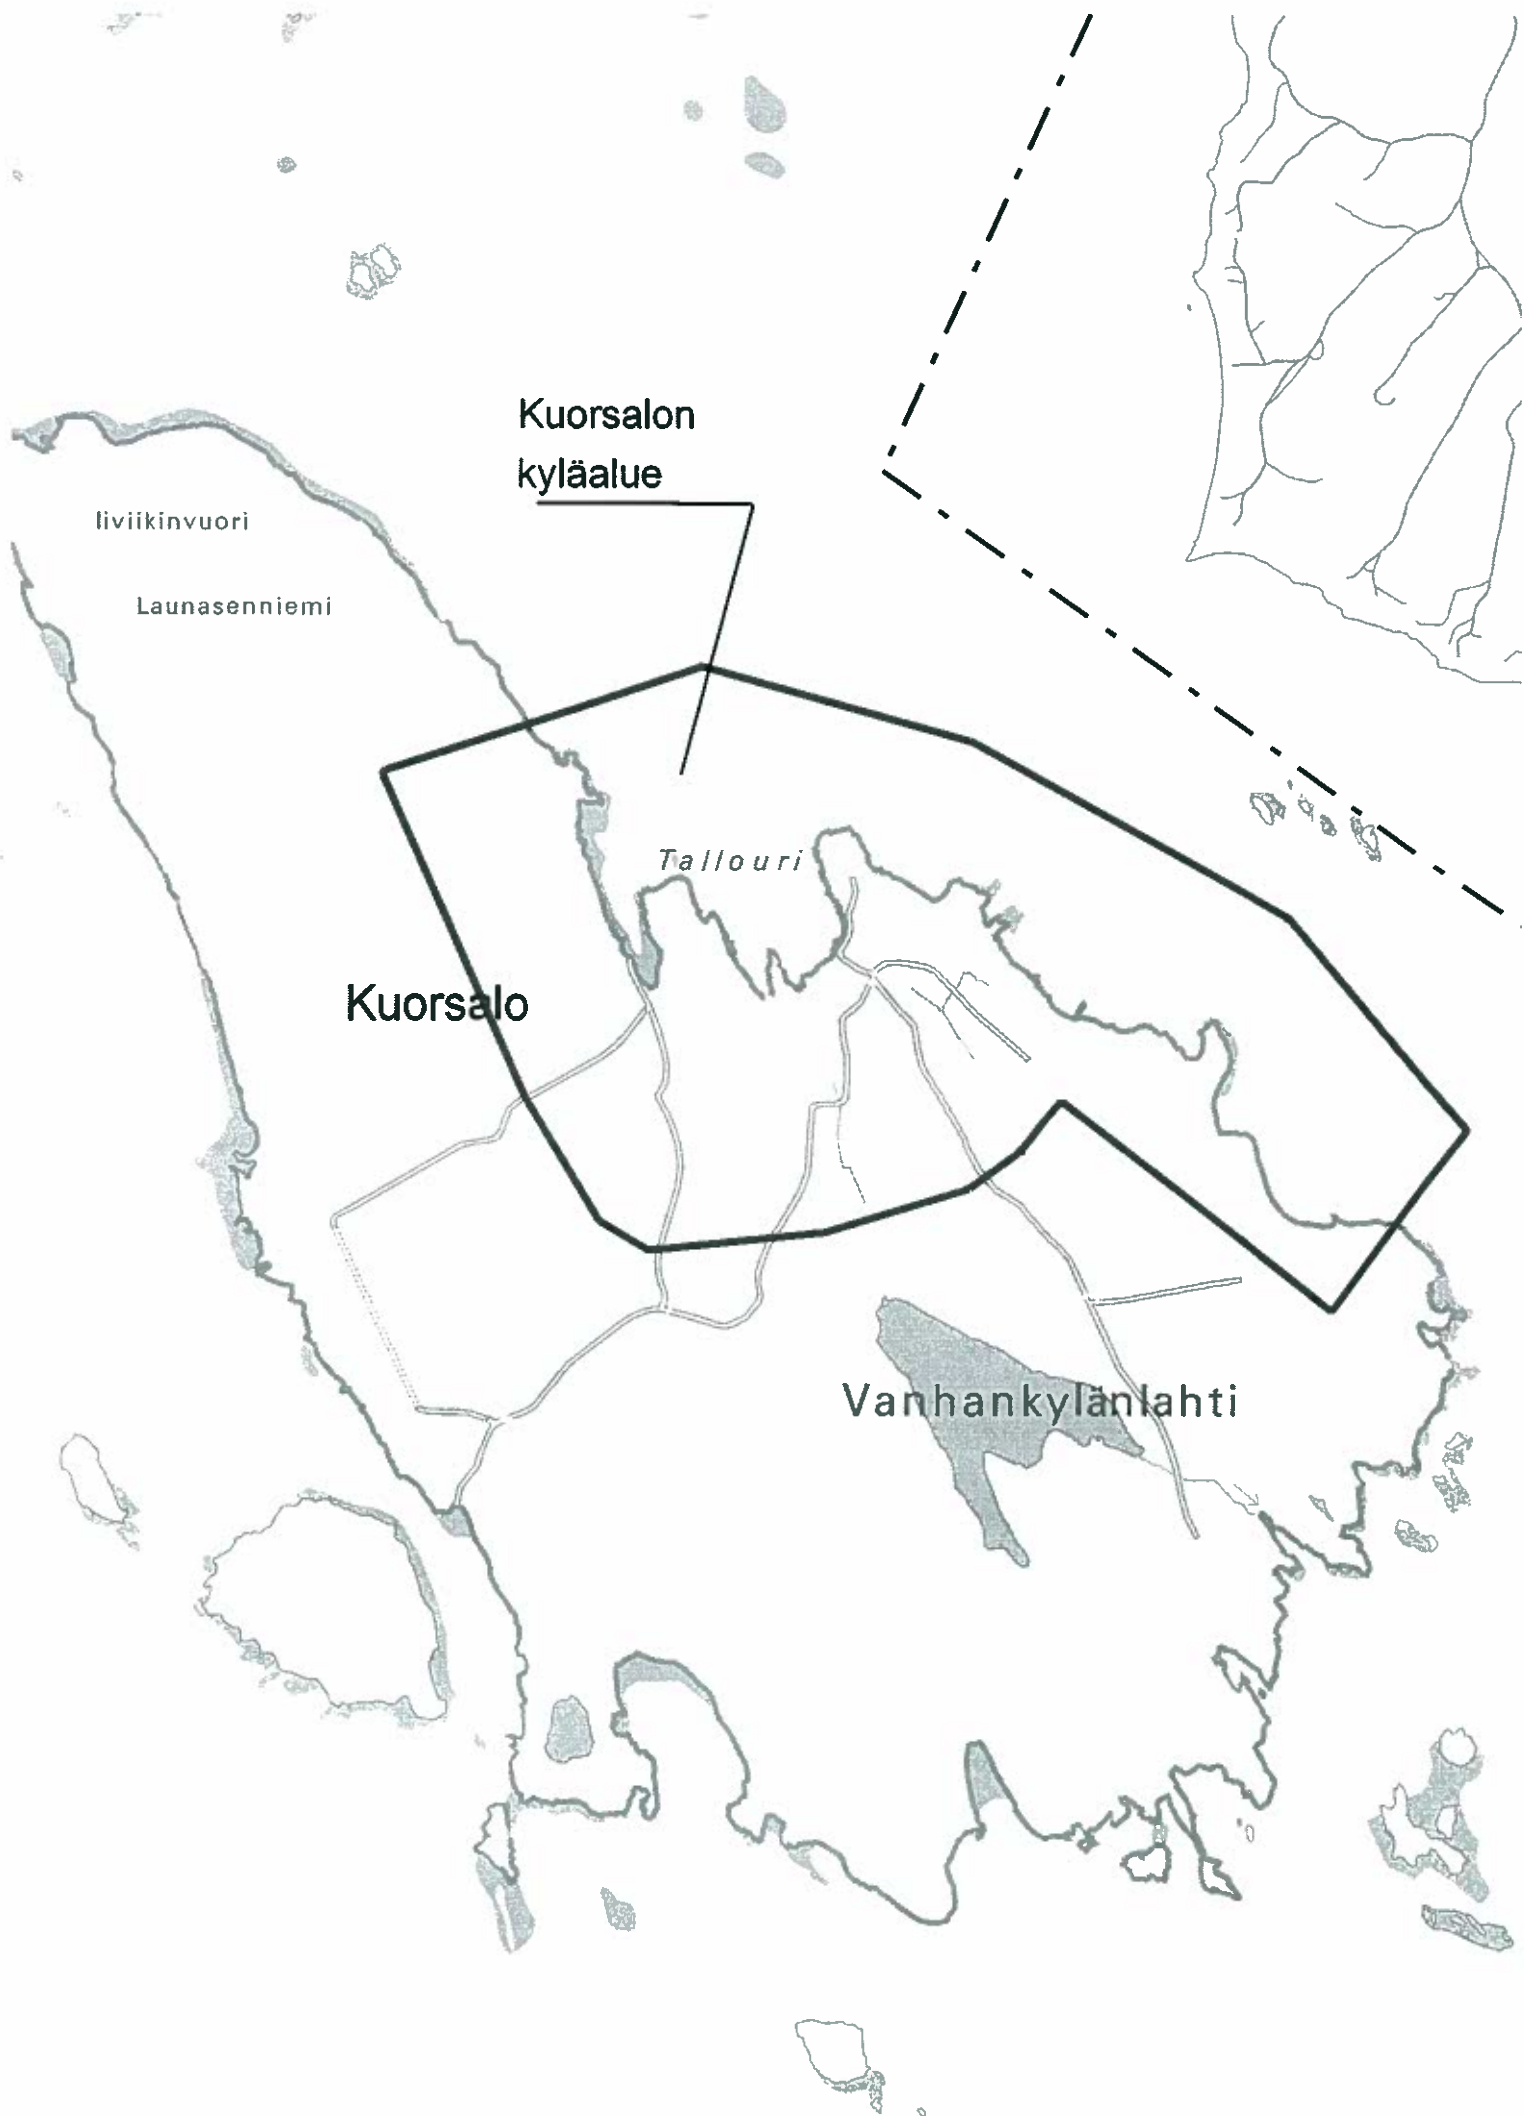 Kuorsalon
kyläalue
Iiviikinvuori
Launasenniemi
Tallouri
Kuorsalo
Vanhankylänlahti